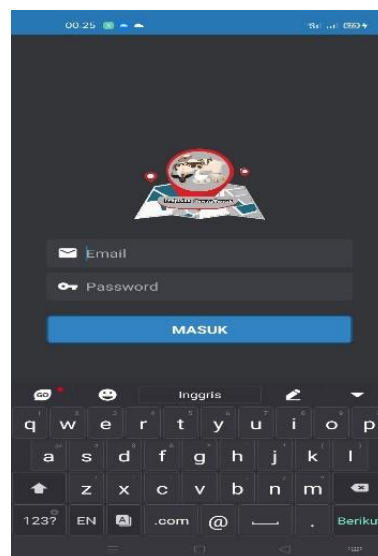 00.25
Email
Password
MASUK
GO Inggris
q w e r t y u i o p
a s d f g h j k l
z x c v b n m
123? EN A .com @ . Beriku